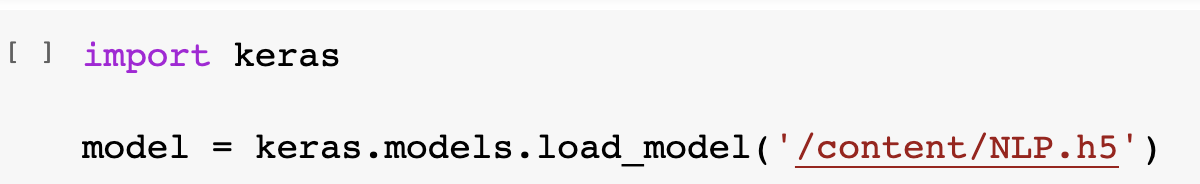 [ ] import keras
model = keras.models.load_model('/content/NLP.h5')